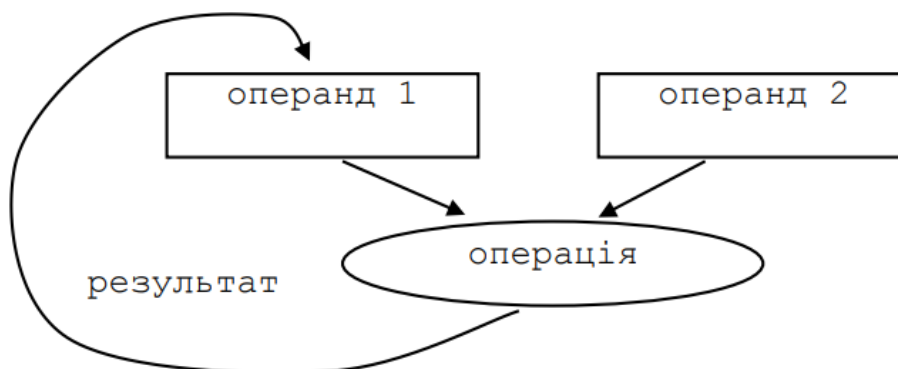 операнд 1
операнд 2
операція
результат